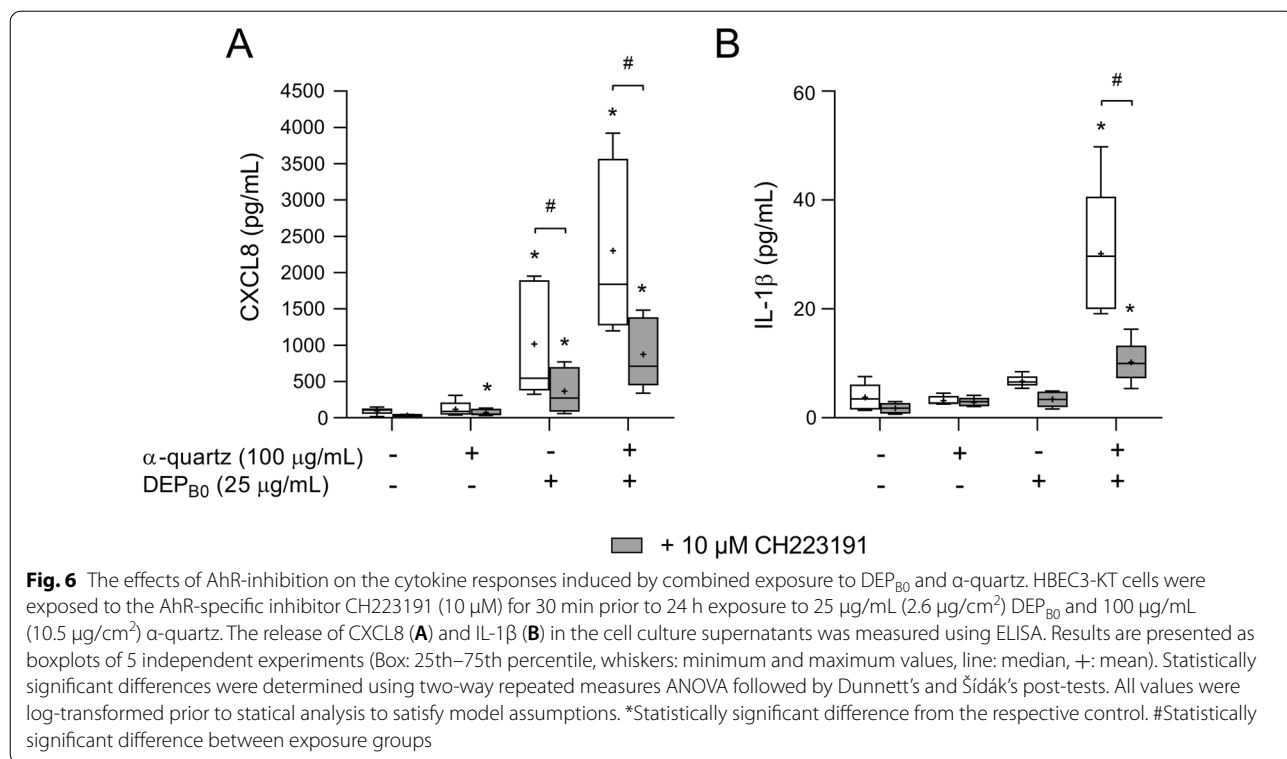 A
B
#
#
#
4500
4000
3500
3000
2500
2000
1500
1000
500
0
CXCL8 (pg/mL)
* * * * *
60
40
20
0
IL-1β (pg/mL)
* *
α-quartz (100 μg/mL) - + - + - + - +
DEPB0 (25 μg/mL) - - + + - - + +
+ 10 μM CH223191
Fig. 6 The effects of AhR-inhibition on the cytokine responses induced by combined exposure to DEPB0 and α-quartz. HBEC3-KT cells were
exposed to the AhR-specific inhibitor CH223191 (10 μM) for 30 min prior to 24 h exposure to 25 μg/mL (2.6 μg/cm²) DEPB0 and 100 μg/mL
(10.5 μg/cm²) α-quartz. The release of CXCL8 (A) and IL-1β (B) in the cell culture supernatants was measured using ELISA. Results are presented as
boxplots of 5 independent experiments (Box: 25th–75th percentile, whiskers: minimum and maximum values, line: median, +: mean). Statistically
significant differences were determined using two-way repeated measures ANOVA followed by Dunnett's and Šídák's post-tests. All values were
log-transformed prior to statical analysis to satisfy model assumptions. *Statistically significant difference from the respective control. #Statistically
significant difference between exposure groups